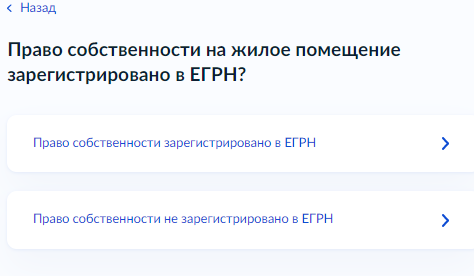 Назад
Право собственности на жилое помещение
зарегистрировано в ЕГРН?
Право собственности зарегистрировано в ЕГРН
Право собственности не зарегистрировано в ЕГРН